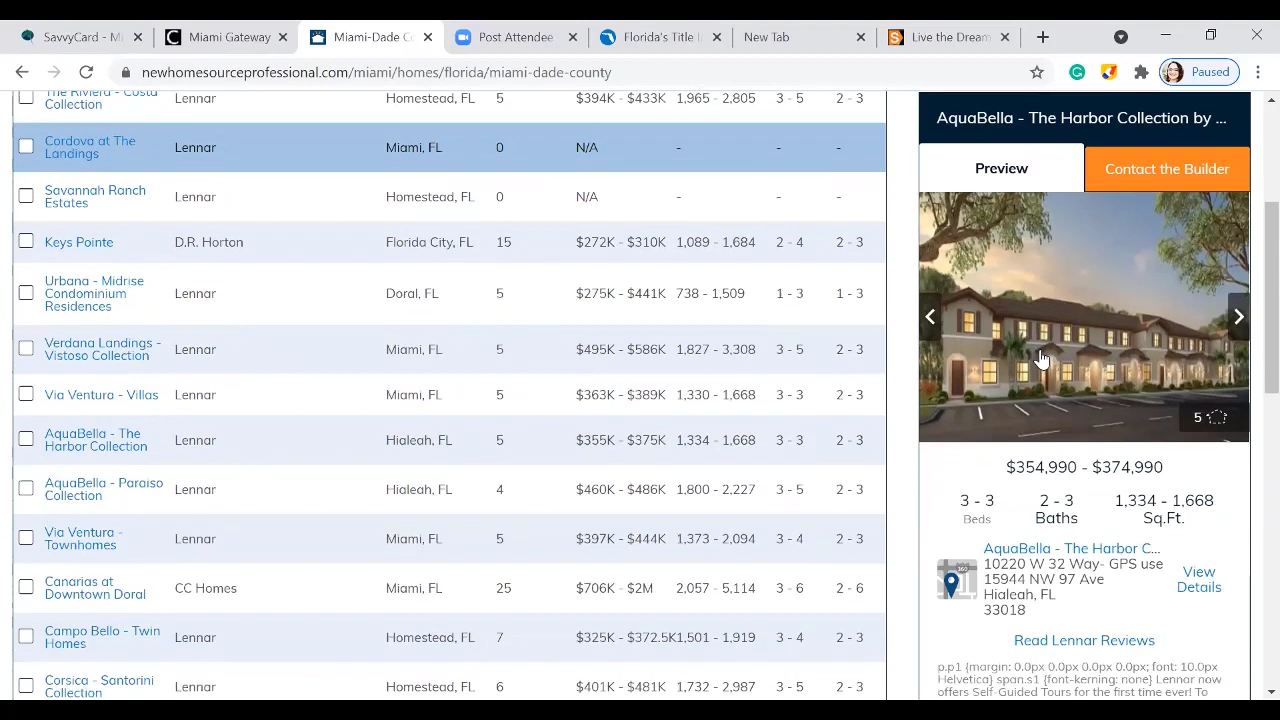 SavvyCard - Mi
Miami Gateway
Miami-Dade Co
Post Attendee
Florida's Title I
New Tab
Live the Dream
newhomesourceprofessional.com/miami/homes/florida/miami-dade-county
Paused
The Riviera - Costa
Collection
Lennar
Homestead, FL
5
$394K - $433K
1,965 - 2,805
3 - 5
2 - 3
Cordova at The
Landings
Lennar
Miami, FL
0
N/A
-
-
-
Savannah Ranch
Estates
Lennar
Homestead, FL
0
N/A
-
-
-
Keys Pointe
D.R. Horton
Florida City, FL
15
$272K - $310K
1,089 - 1,684
2 - 4
2 - 3
Urbana - Midrise
Condominium
Residences
Lennar
Doral, FL
5
$275K - $441K
738 - 1,509
1 - 3
1 - 3
Verdana Landings -
Vistoso Collection
Lennar
Miami, FL
5
$495K - $586K
1,827 - 3,308
3 - 5
2 - 3
Via Ventura - Villas
Lennar
Miami, FL
5
$363K - $389K
1,330 - 1,668
3 - 3
2 - 3
AquaBella - The
Harbor Collection
Lennar
Hialeah, FL
5
$355K - $375K
1,334 - 1,668
3 - 3
2 - 3
AquaBella - Paraiso
Collection
Lennar
Hialeah, FL
4
$460K - $486K
1,800 - 2,227
3 - 5
2 - 3
Via Ventura -
Townhomes
Lennar
Miami, FL
5
$397K - $444K
1,373 - 2,094
3 - 4
2 - 3
Canarias at
Downtown Doral
CC Homes
Miami, FL
25
$706K - $2M
2,057 - 5,114
3 - 6
2 - 6
Campo Bello - Twin
Homes
Lennar
Homestead, FL
7
$325K - $372.5K
1,501 - 1,919
3 - 4
2 - 3
Corsica - Santorini
Collection
Lennar
Homestead, FL
6
$401K - $481K
1,732 - 2,987
3 - 5
2 - 3
AquaBella - The Harbor Collection by ...
Preview
Contact the Builder
5
$354,990 - $374,990
3 - 3
Beds
2 - 3
Baths
1,334 - 1,668
Sq.Ft.
360
AquaBella - The Harbor C...
10220 W 32 Way- GPS use
15944 NW 97 Ave
Hialeah, FL
33018
View
Details
Read Lennar Reviews
p.p1 {margin: 0.0px 0.0px 0.0px 0.0px; font: 10.0px
Helvetica} span.s1 {font-kerning: none} Lennar now
offers Self-Guided Tours for the first time ever! To